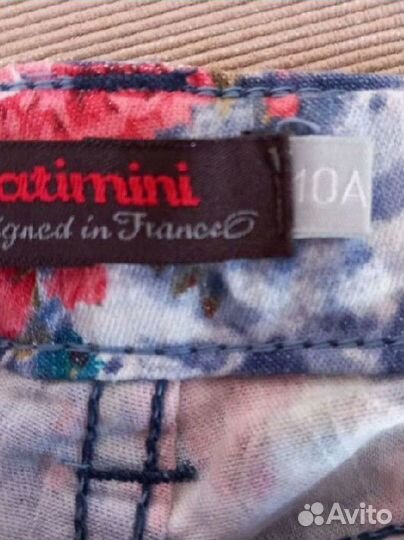 atimini
igned in France
10A
Avito